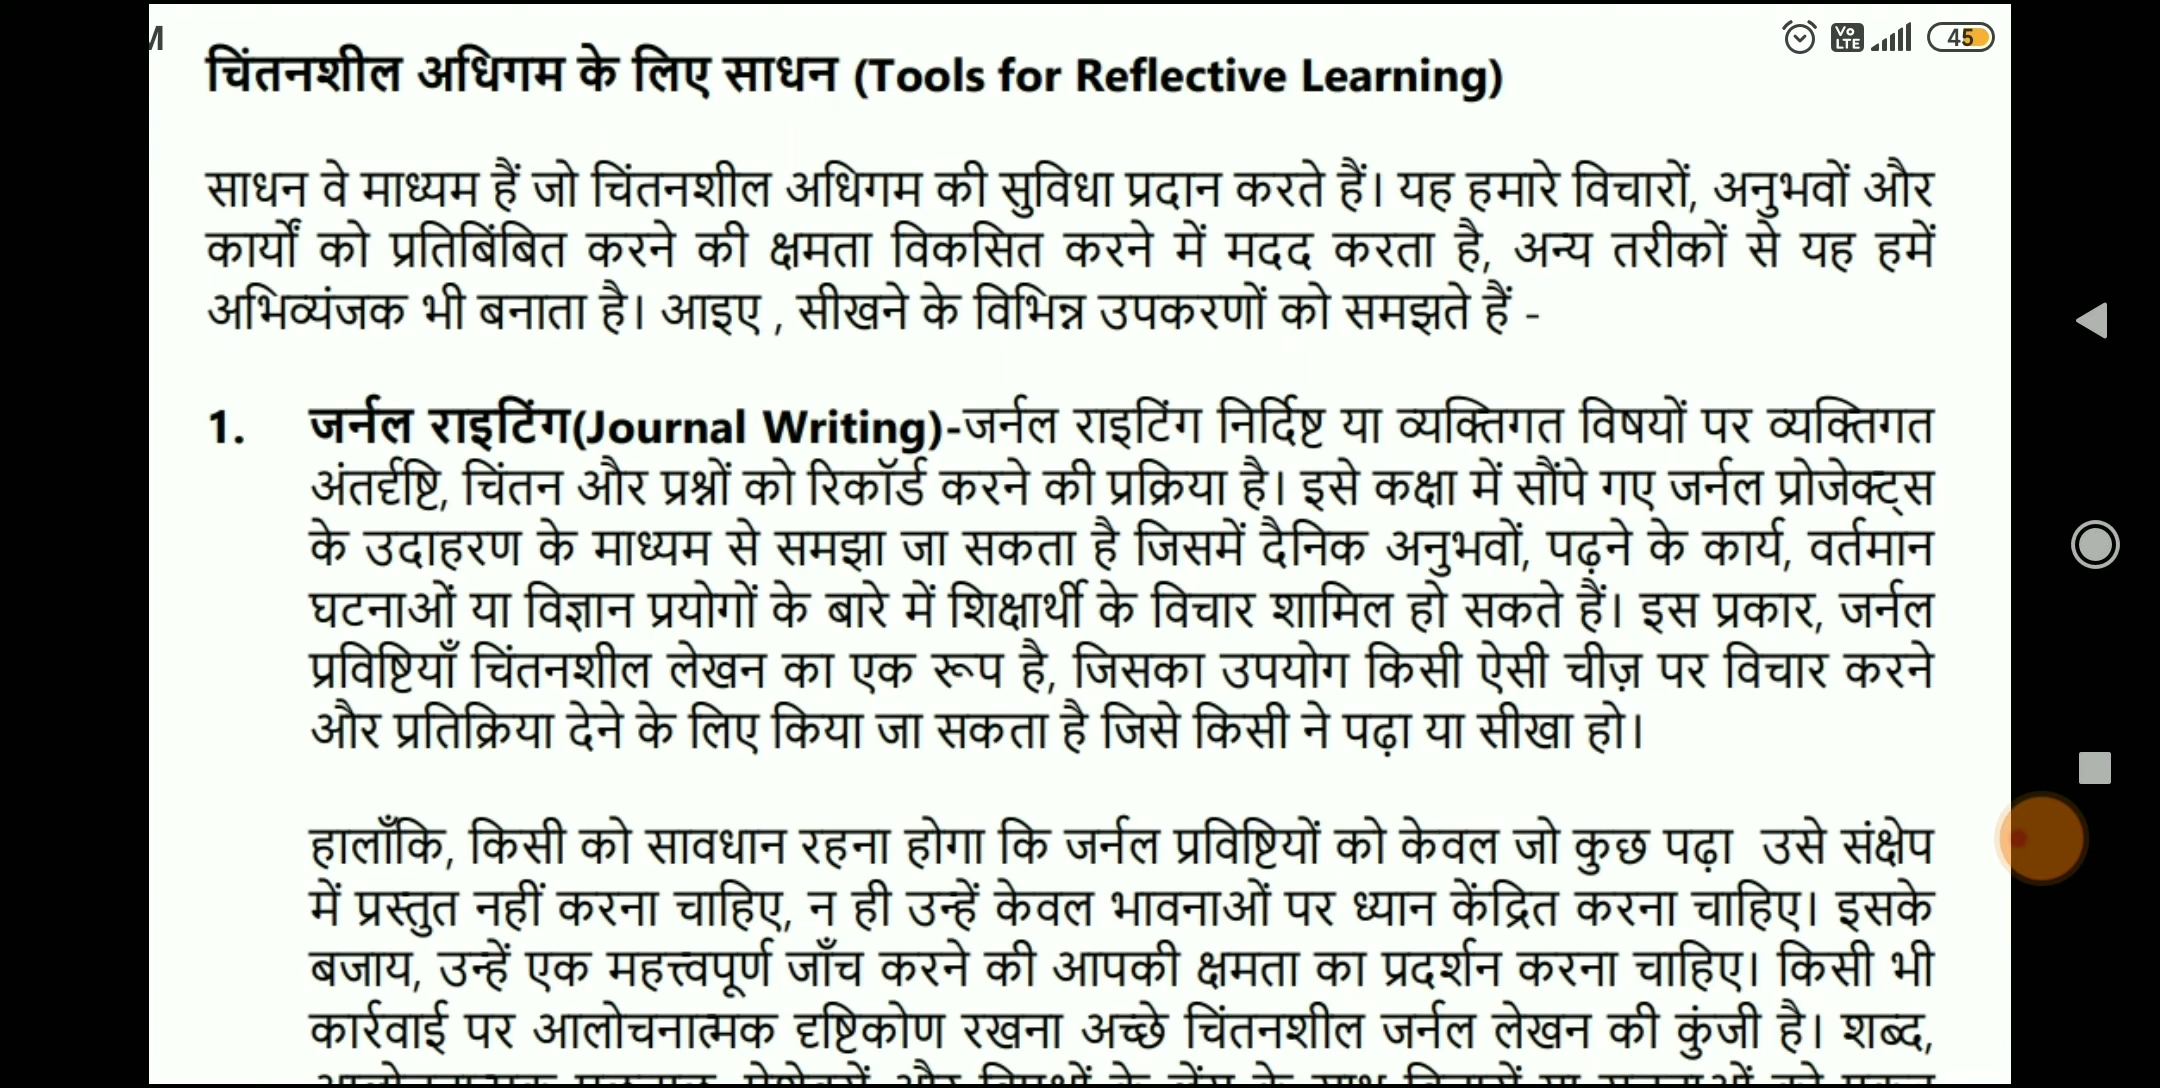 M
Vo LTE
45
चिंतनशील अधिगम के लिए साधन (Tools for Reflective Learning)
साधन वे माध्यम हैं जो चिंतनशील अधिगम की सुविधा प्रदान करते हैं। यह हमारे विचारों, अनुभवों और
कार्यों को प्रतिबिंबित करने की क्षमता विकसित करने में मदद करता है, अन्य तरीकों से यह हमें
अभिव्यंजक भी बनाता है। आइए , सीखने के विभिन्न उपकरणों को समझते हैं -
1. जर्नल राइटिंग(Journal Writing)-जर्नल राइटिंग निर्दिष्ट या व्यक्तिगत विषयों पर व्यक्तिगत
अंतर्दृष्टि, चिंतन और प्रश्नों को रिकॉर्ड करने की प्रक्रिया है। इसे कक्षा में सौंपे गए जर्नल प्रोजेक्ट्स
के उदाहरण के माध्यम से समझा जा सकता है जिसमें दैनिक अनुभवों, पढ़ने के कार्य, वर्तमान
घटनाओं या विज्ञान प्रयोगों के बारे में शिक्षार्थी के विचार शामिल हो सकते हैं। इस प्रकार, जर्नल
प्रविष्टियाँ चिंतनशील लेखन का एक रूप है, जिसका उपयोग किसी ऐसी चीज़ पर विचार करने
और प्रतिक्रिया देने के लिए किया जा सकता है जिसे किसी ने पढ़ा या सीखा हो।
हालाँकि, किसी को सावधान रहना होगा कि जर्नल प्रविष्टियों को केवल जो कुछ पढ़ा उसे संक्षेप
में प्रस्तुत नहीं करना चाहिए, न ही उन्हें केवल भावनाओं पर ध्यान केंद्रित करना चाहिए। इसके
बजाय, उन्हें एक महत्त्वपूर्ण जाँच करने की आपकी क्षमता का प्रदर्शन करना चाहिए। किसी भी
कार्रवाई पर आलोचनात्मक दृष्टिकोण रखना अच्छे चिंतनशील जर्नल लेखन की कुंजी है। शब्द,